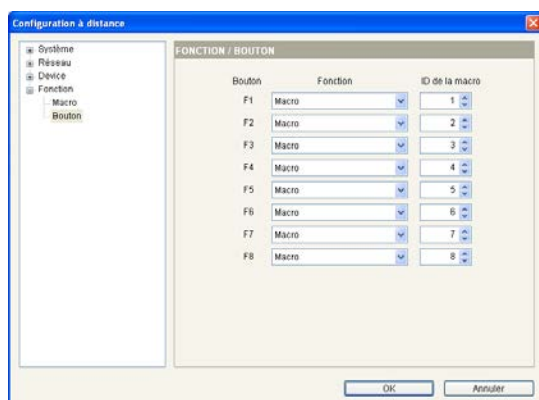 Configuration à distance
Système
Réseau
Device
Fonction
Macro
Bouton
FONCTION / BOUTON
Bouton Fonction ID de la macro
F1 Macro 1
F2 Macro 2
F3 Macro 3
F4 Macro 4
F5 Macro 5
F6 Macro 6
F7 Macro 7
F8 Macro 8
OK Annuler